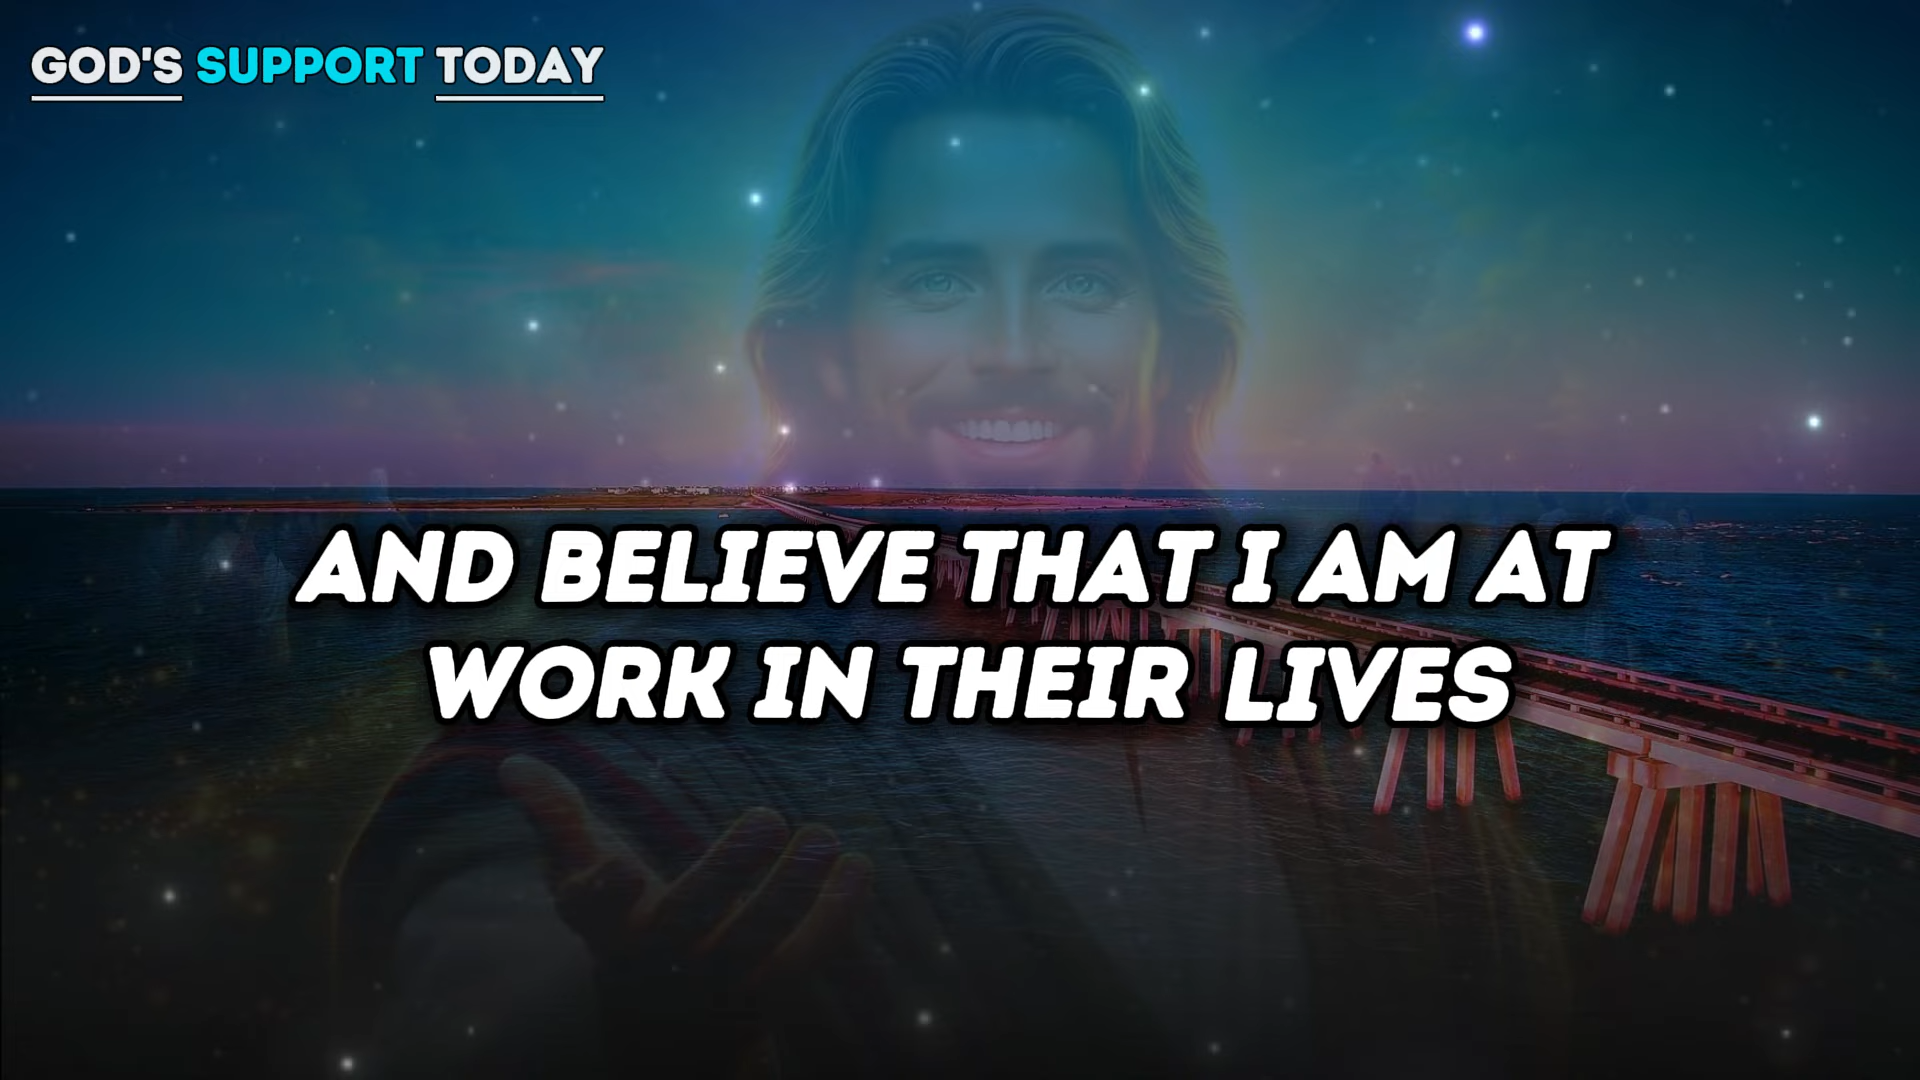 GOD'S SUPPORT TODAY
AND BELIEVE THAT I AM AT
WORK IN THEIR LIVES